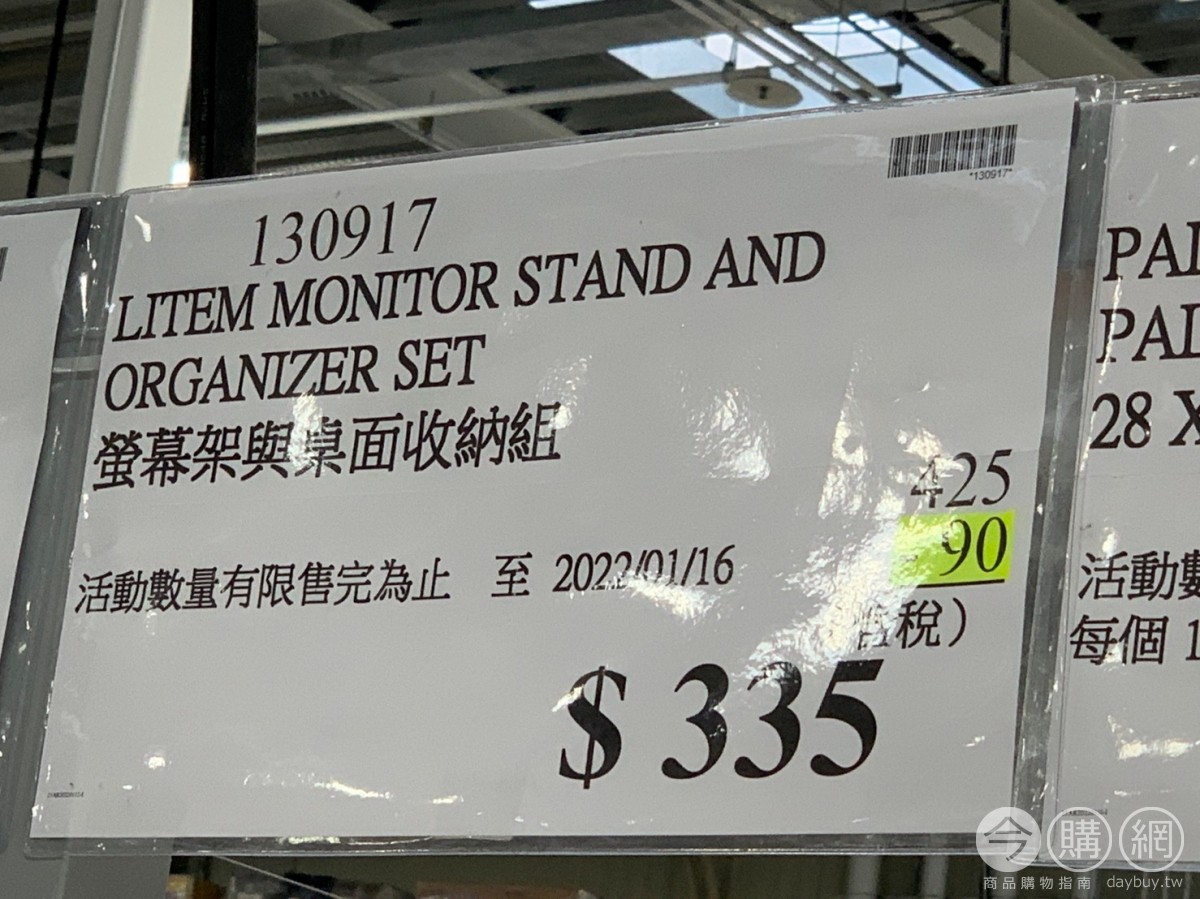 *130917*
130917
LITEM MONITOR STAND AND
ORGANIZER SET
螢幕架與桌面收納組
425
- 90
活動數量有限售完為止 至 2022/01/16
(含稅)
$ 335
PAL
PAL
28 X
活動數
每個 1
今購網
商品購物指南 daybuy.tw